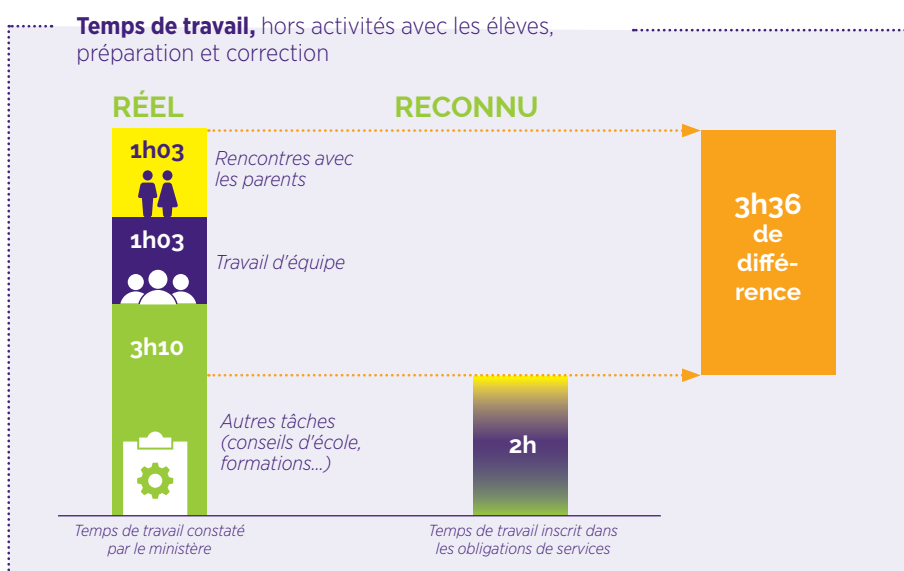 Temps de travail, hors activités avec les élèves,
préparation et correction
RÉEL
RECONNU
1h03
Rencontres avec
les parents
1h03
Travail d'équipe
3h10
Autres tâches
(conseils d'école,
formations...)
2h
3h36
de
diffé-
rence
Temps de travail constaté
par le ministère
Temps de travail inscrit dans
les obligations de services